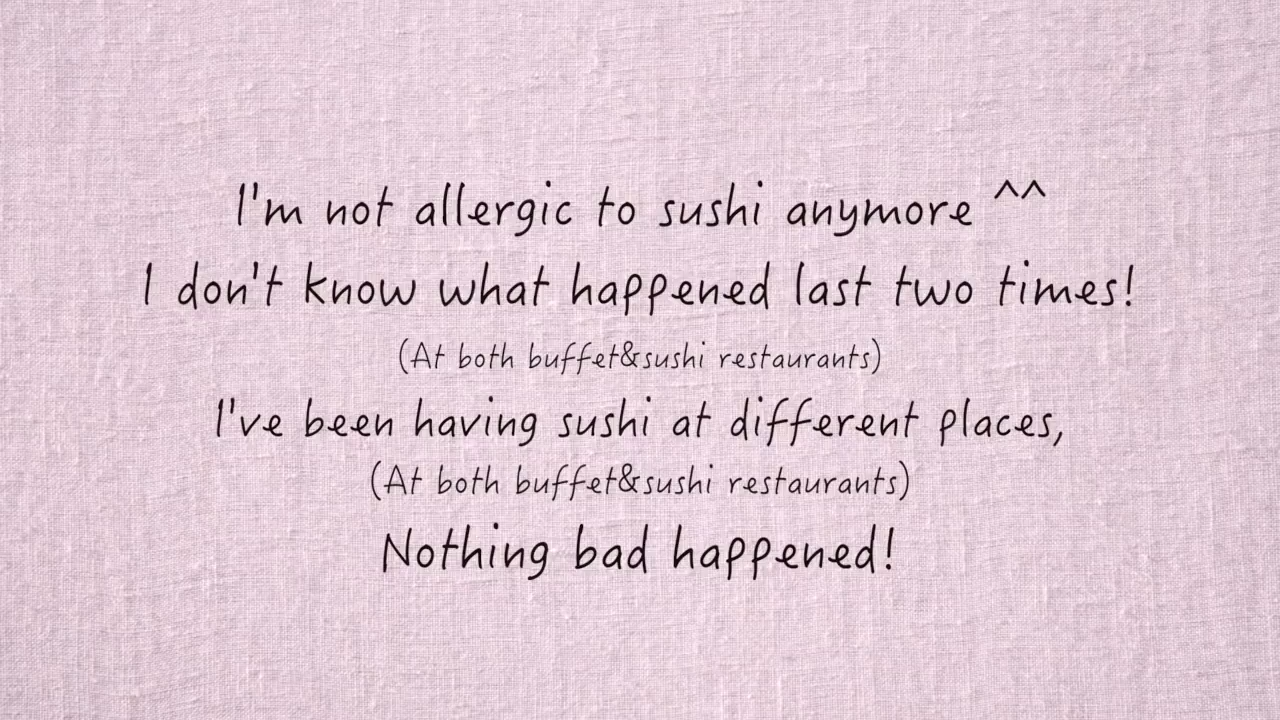 I'm not allergic to sushi anymore ^^
I don't know what happened last two times!
(At both buffet&sushi restaurants)
I've been having sushi at different places,
(At both buffet&sushi restaurants)
Nothing bad happened!